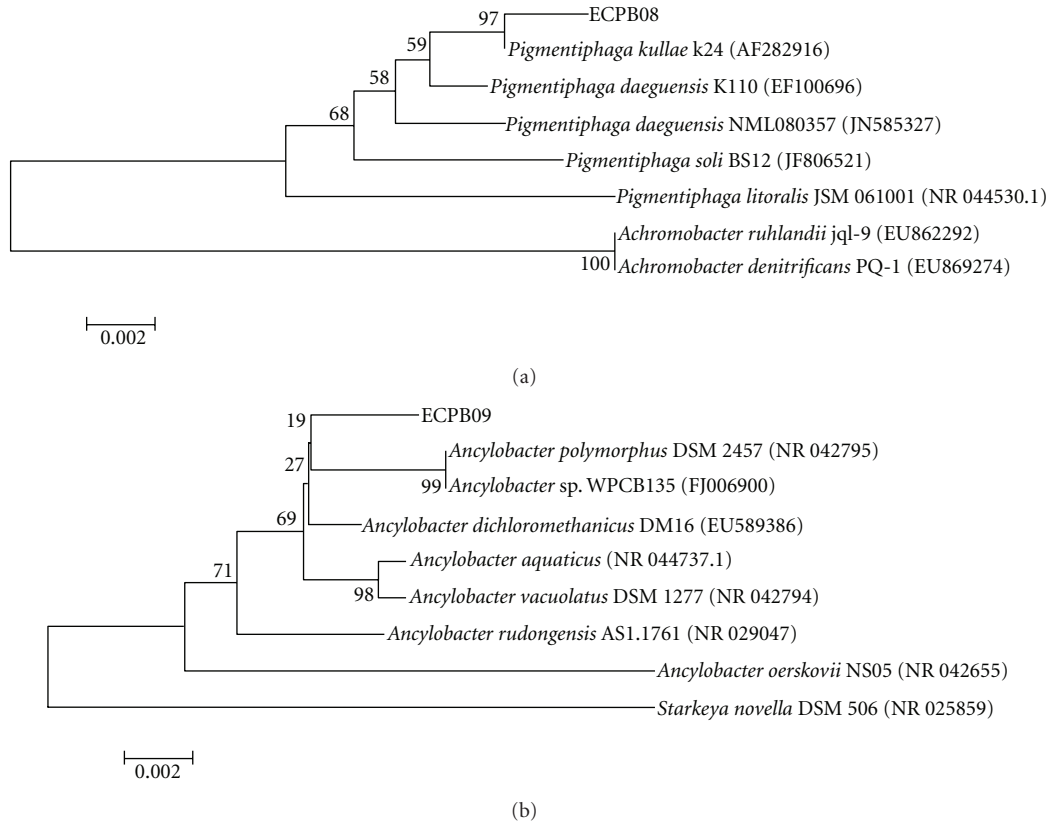 97
ECPB08
Pigmentiphaga kullae k24 (AF282916)
59
Pigmentiphaga daeguensis K110 (EF100696)
58
Pigmentiphaga daeguensis NML080357 (JN585327)
68
Pigmentiphaga soli BS12 (JF806521)
Pigmentiphaga litoralis JSM 061001 (NR 044530.1)
Achromobacter ruhlandii jql-9 (EU862292)
100
Achromobacter denitrificans PQ-1 (EU869274)
0.002
(a)
19
ECPB09
Ancylobacter polymorphus DSM 2457 (NR 042795)
27
99
Ancylobacter sp. WPCB135 (FJ006900)
69
Ancylobacter dichloromethanicus DM16 (EU589386)
Ancylobacter aquaticus (NR 044737.1)
71
98
Ancylobacter vacuolatus DSM 1277 (NR 042794)
Ancylobacter rudongensis AS1.1761 (NR 029047)
Ancylobacter oerskovii NS05 (NR 042655)
Starkeya novella DSM 506 (NR 025859)
0.002
(b)